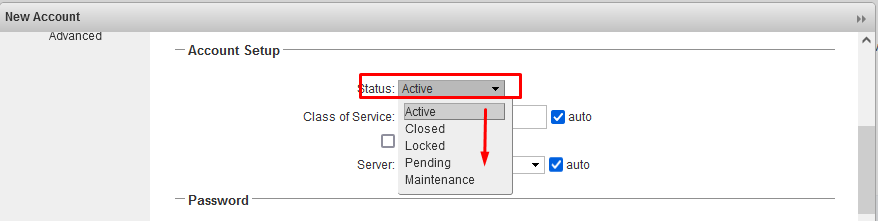 New Account
Advanced
Account Setup
Status: Active
Active
Class of Service: auto
Closed
Locked
Pending
Server: auto
Maintenance
Password